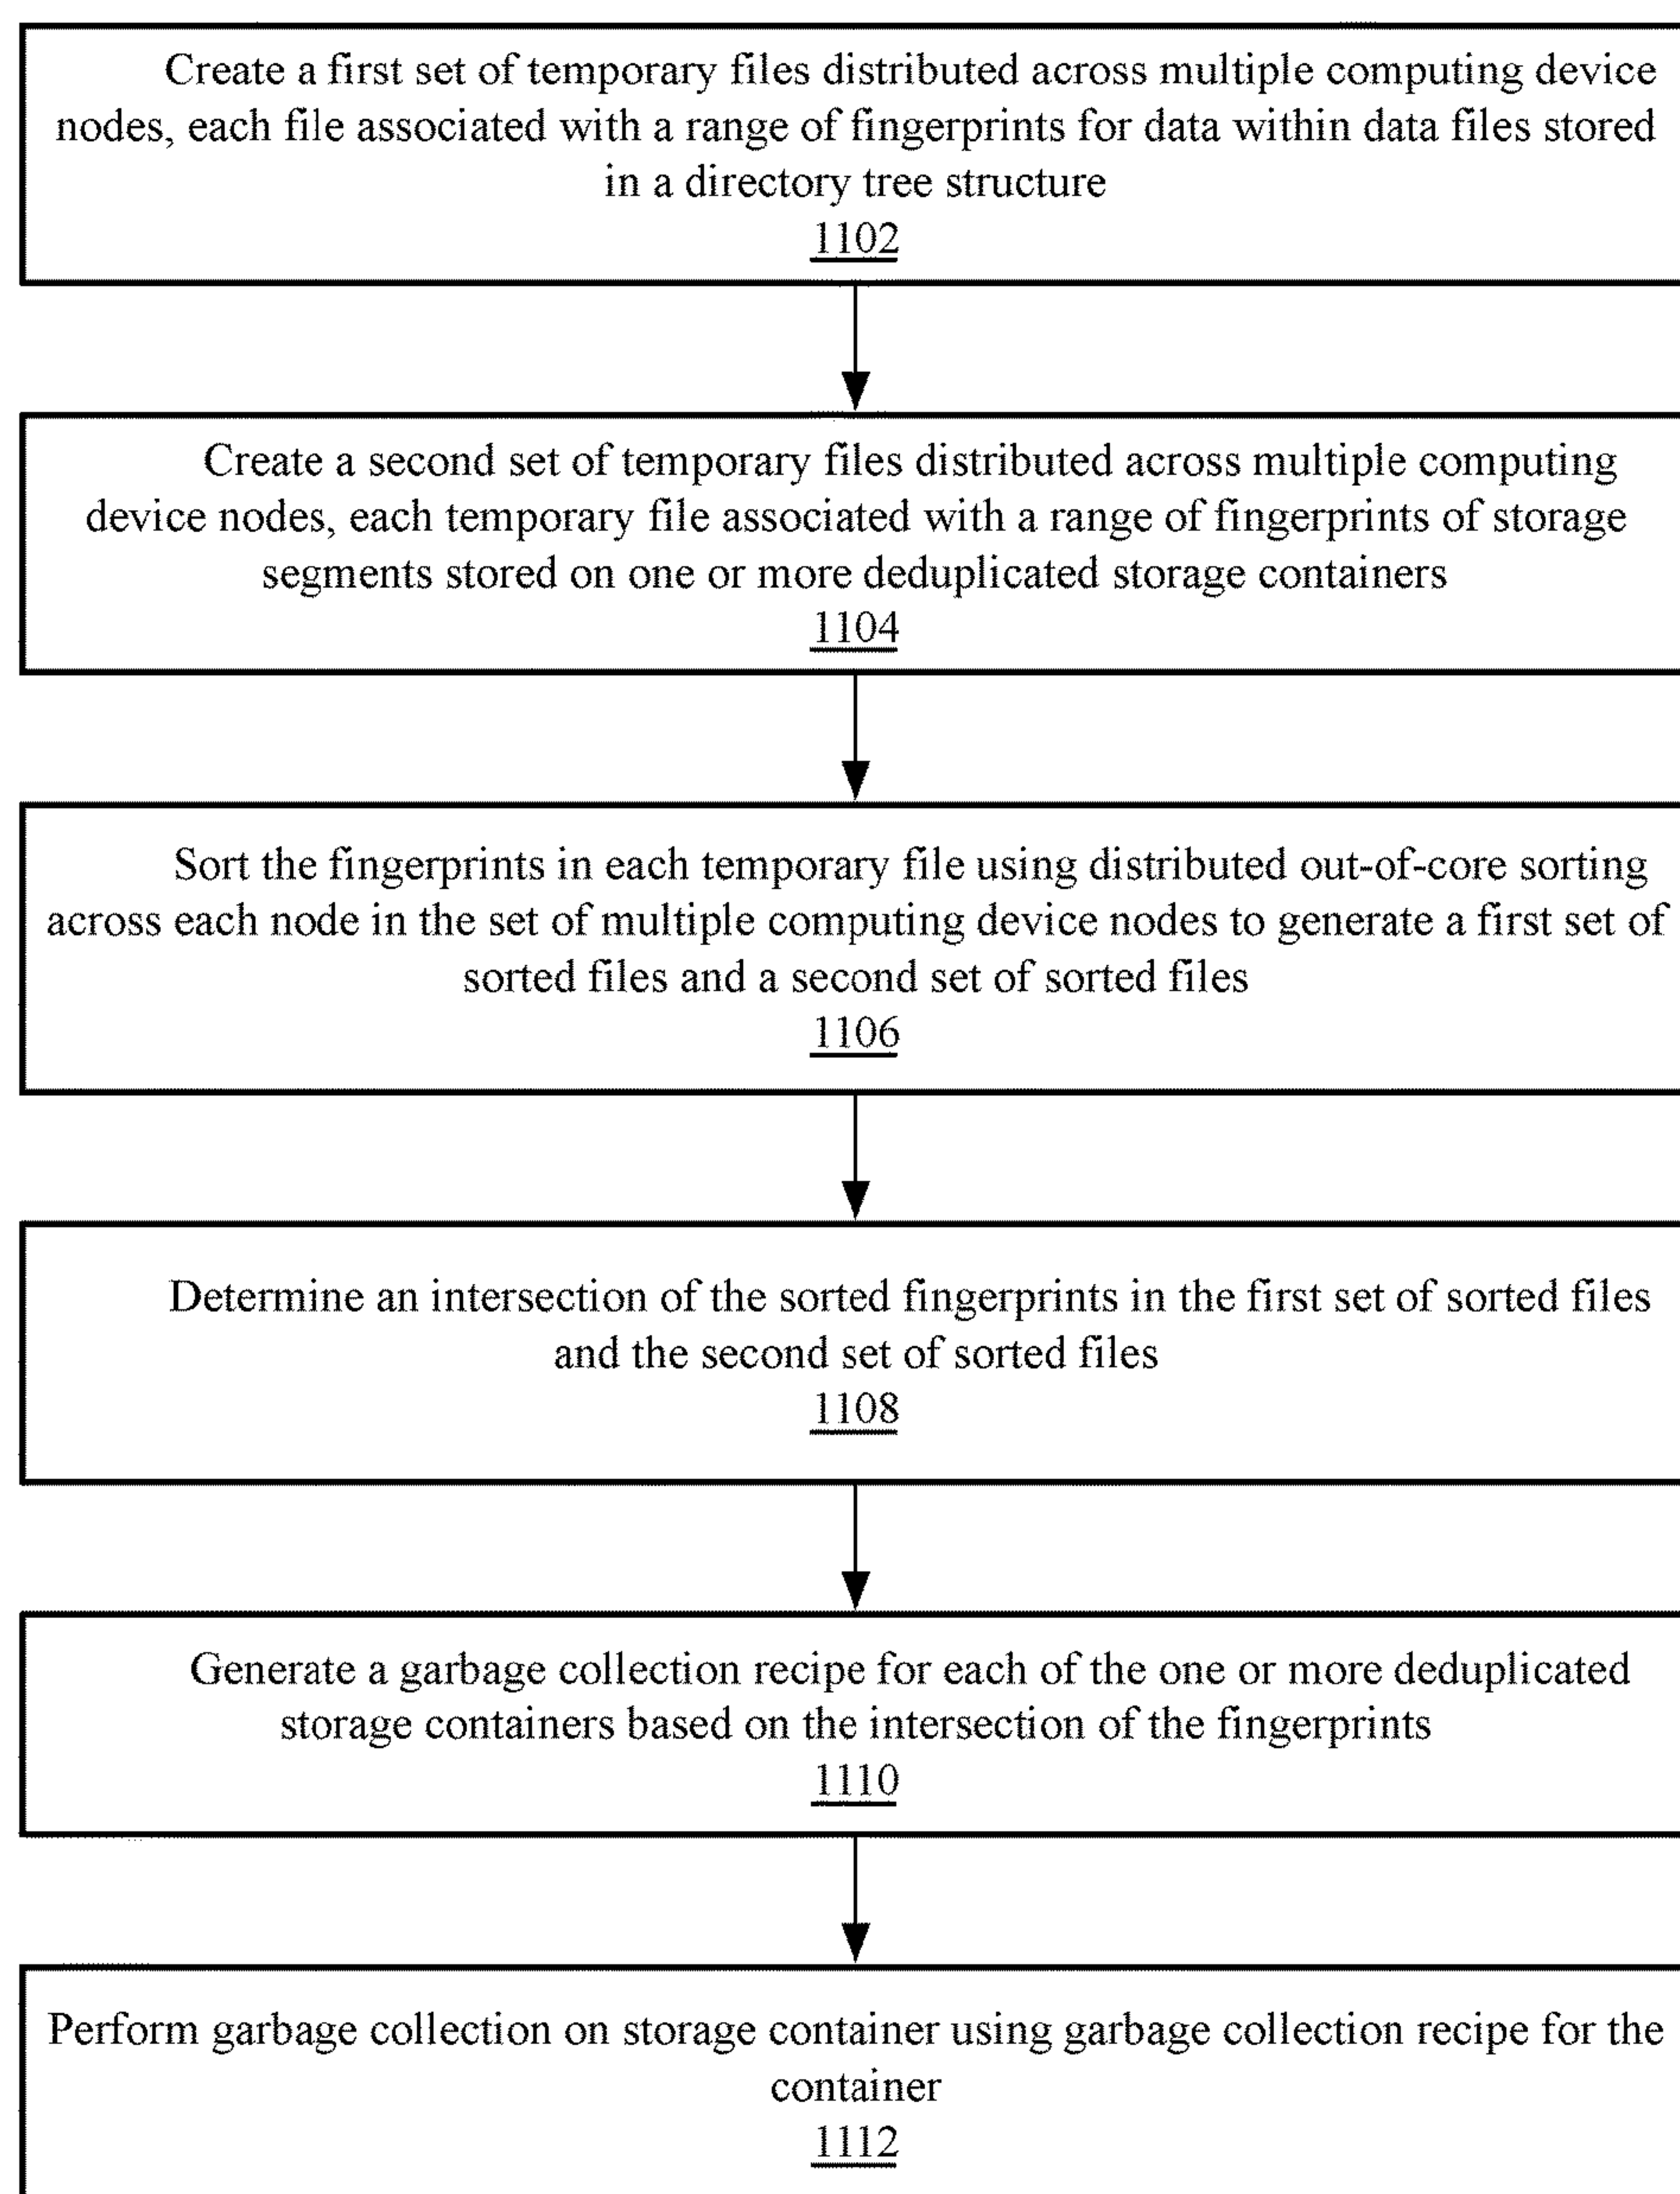 Create a first set of temporary files distributed across multiple computing device
nodes, each file associated with a range of fingerprints for data within data files stored
in a directory tree structure
1102
Create a second set of temporary files distributed across multiple computing
device nodes, each temporary file associated with a range of fingerprints of storage
segments stored on one or more deduplicated storage containers
1104
Sort the fingerprints in each temporary file using distributed out-of-core sorting
across each node in the set of multiple computing device nodes to generate a first set of
sorted files and a second set of sorted files
1106
Determine an intersection of the sorted fingerprints in the first set of sorted files
and the second set of sorted files
1108
Generate a garbage collection recipe for each of the one or more deduplicated
storage containers based on the intersection of the fingerprints
1110
Perform garbage collection on storage container using garbage collection recipe for the
container
1112